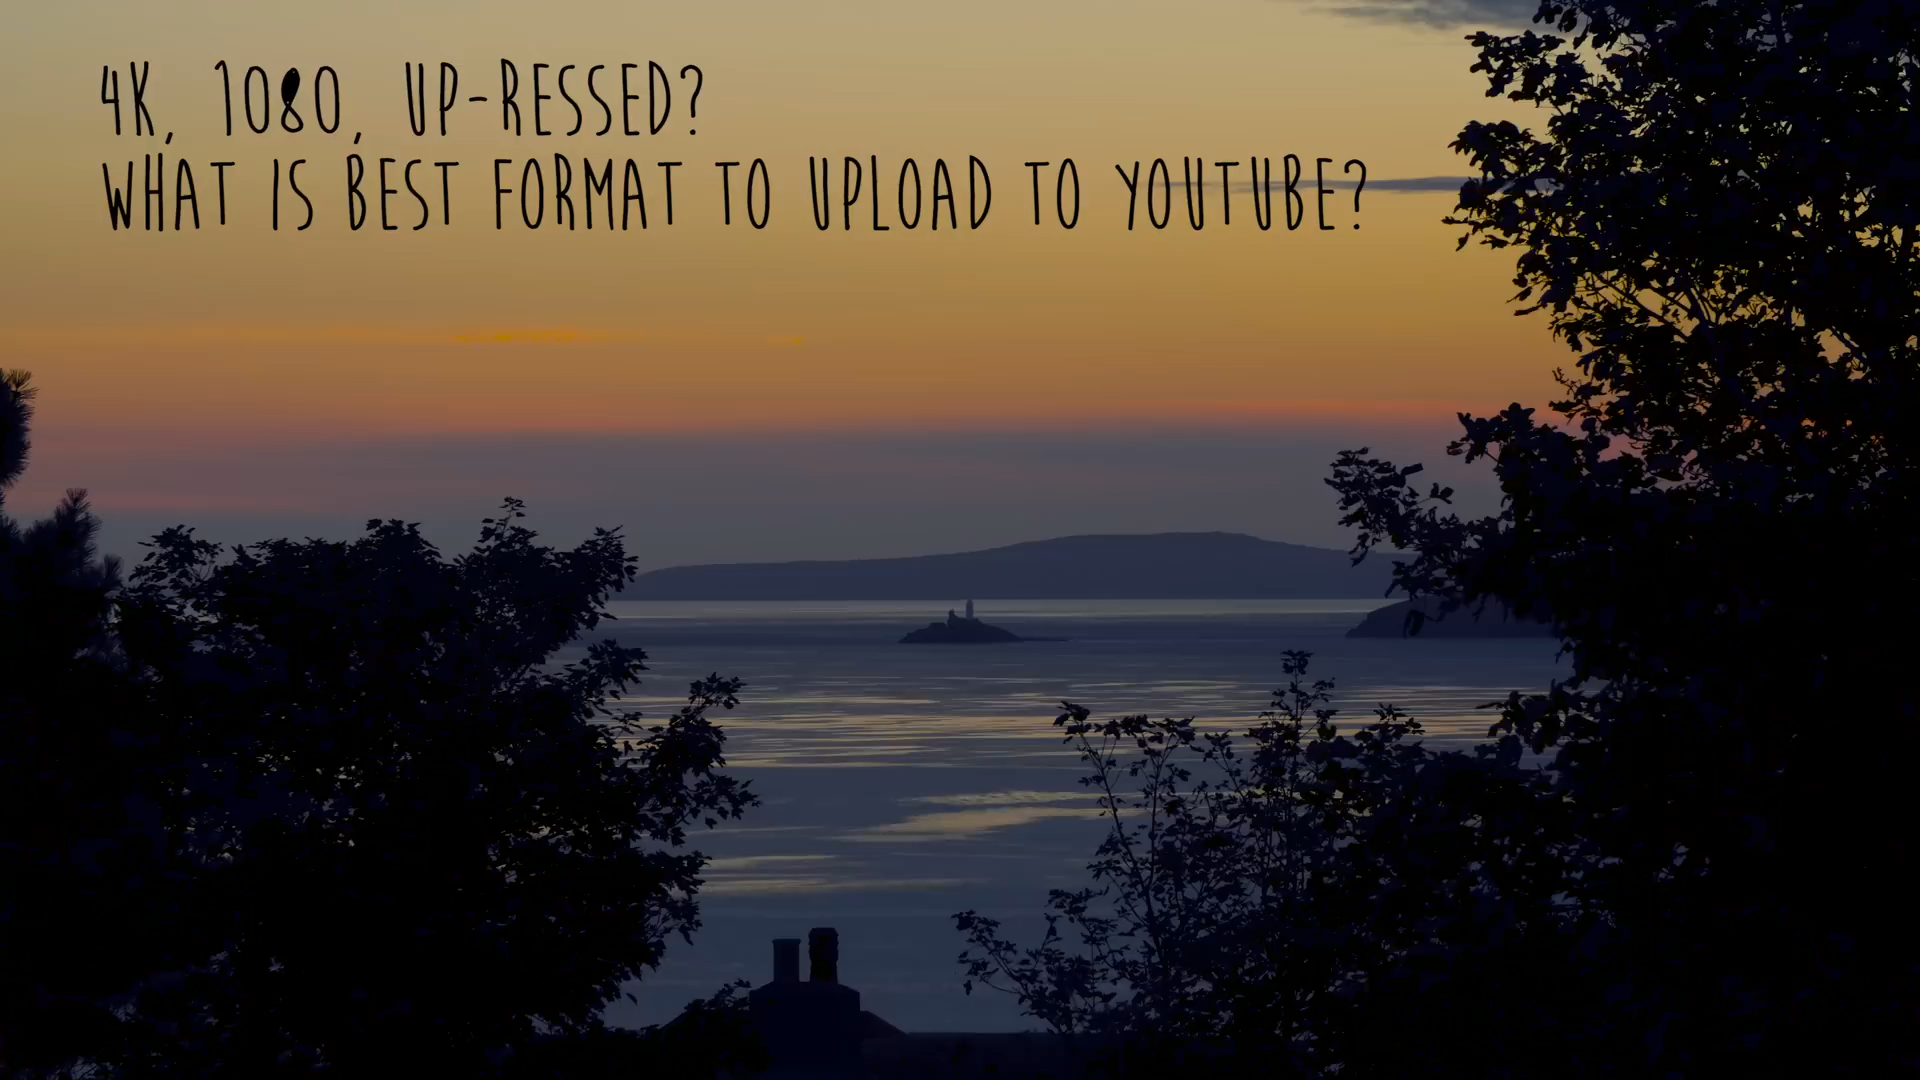 4K, 1080, UP-RESSED?
WHAT IS BEST FORMAT TO UPLOAD TO YOUTUBE?